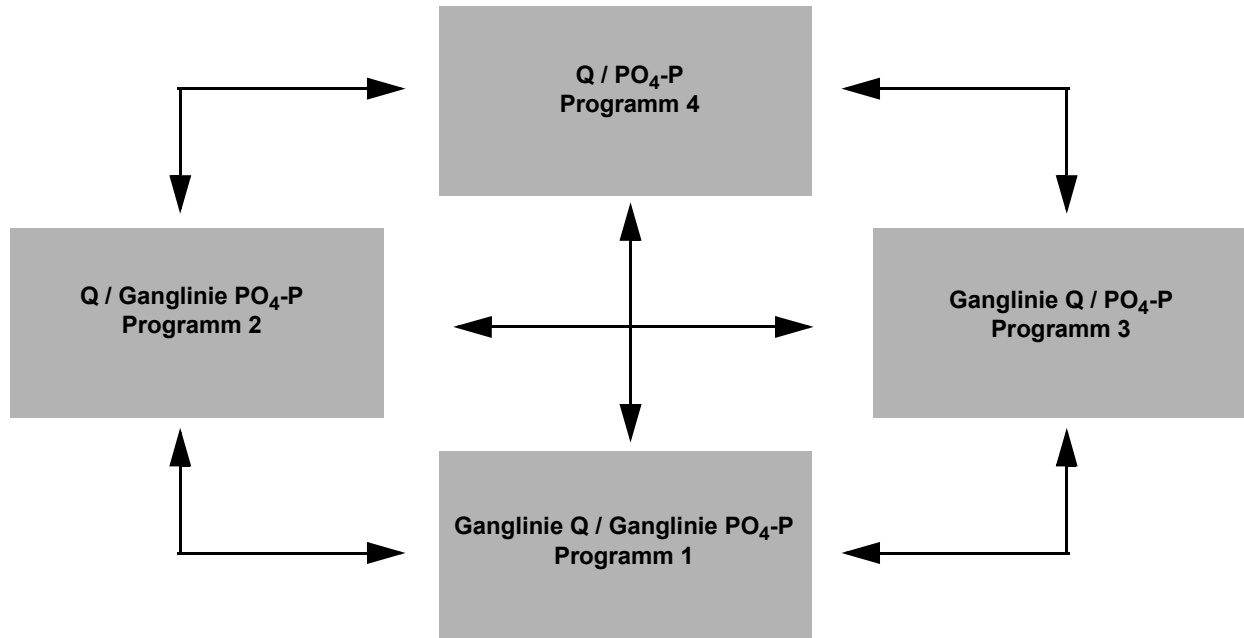 Q / PO₄-P
Programm 4
Q / Ganglinie PO₄-P
Programm 2
Ganglinie Q / PO₄-P
Programm 3
Ganglinie Q / Ganglinie PO₄-P
Programm 1